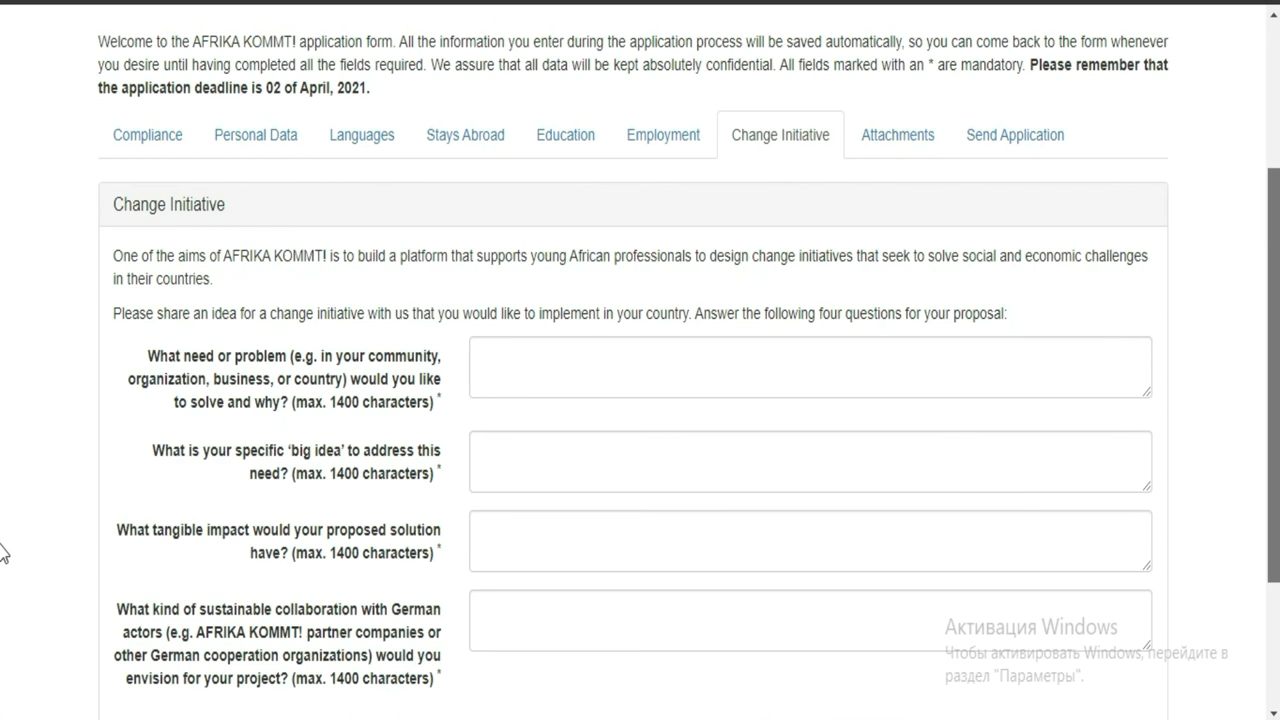 Welcome to the AFRIKA KOMMT! application form. All the information you enter during the application process will be saved automatically, so you can come back to the form whenever
you desire until having completed all the fields required. We assure that all data will be kept absolutely confidential. All fields marked with an * are mandatory. Please remember that
the application deadline is 02 of April, 2021.
Compliance Personal Data Languages Stays Abroad Education Employment Change Initiative Attachments Send Application
Change Initiative
One of the aims of AFRIKA KOMMT! is to build a platform that supports young African professionals to design change initiatives that seek to solve social and economic challenges
in their countries.
Please share an idea for a change initiative with us that you would like to implement in your country. Answer the following four questions for your proposal:
What need or problem (e.g. in your community,
organization, business, or country) would you like
to solve and why? (max. 1400 characters) *
What is your specific ‘big idea’ to address this
need? (max. 1400 characters) *
What tangible impact would your proposed solution
have? (max. 1400 characters) *
What kind of sustainable collaboration with German
actors (e.g. AFRIKA KOMMT! partner companies or
other German cooperation organizations) would you
envision for your project? (max. 1400 characters) *
Активация Windows
Чтобы активировать Windows, перейдите в
раздел "Параметры".